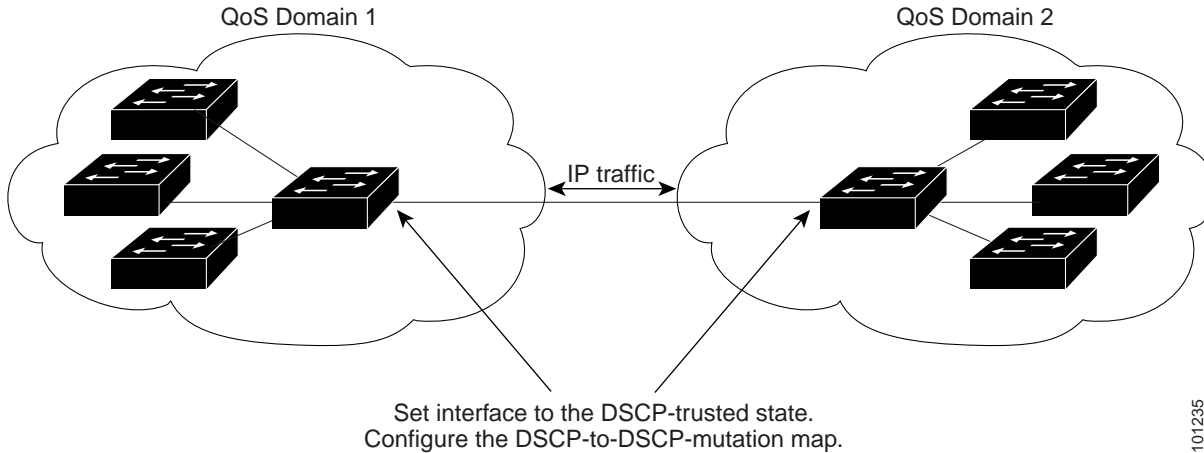 QoS Domain 1
QoS Domain 2
IP traffic
Set interface to the DSCP-trusted state.
Configure the DSCP-to-DSCP-mutation map.
101235